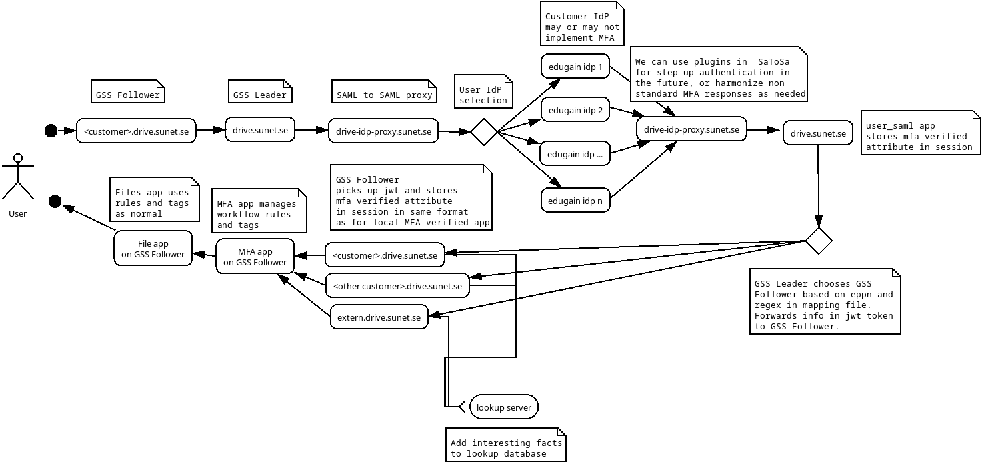 Customer IdP
may or may not
implement MFA
edugain idp 1
We can use plugins in  SaToSa
for step up authentication in
the future, or harmonize non
standard MFA responses as needed
GSS Follower
GSS Leader
SAML to SAML proxy
User IdP
selection
edugain idp 2
<customer>.drive.sunet.se
drive.sunet.se
drive-idp-proxy.sunet.se
drive-idp-proxy.sunet.se
drive.sunet.se
user_saml app
stores mfa verified
attribute in session
edugain idp ...
edugain idp n
User
Files app uses
rules and tags
as normal
MFA app manages
workflow rules
and tags
GSS Follower
picks up jwt and stores
mfa verified attribute
in session in same format
as for local MFA verified app
File app
on GSS Follower
MFA app
on GSS Follower
<customer>.drive.sunet.se
<other customer>.drive.sunet.se
extern.drive.sunet.se
GSS Leader chooses GSS
Follower based on eppn and
regex in mapping file.
Forwards info in jwt token
to GSS Follower.
lookup server
Add interesting facts
to lookup database